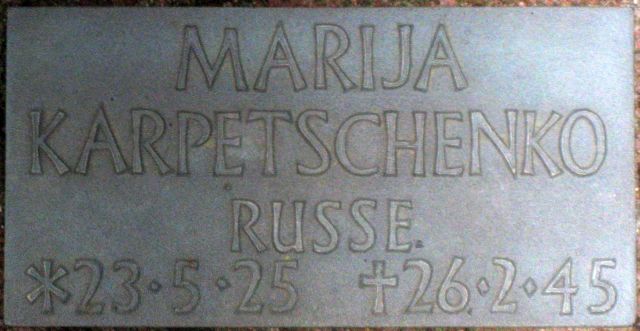 MARIJA
KARPETSCHENKO
RUSSE
*23·5·25 †26·2·45